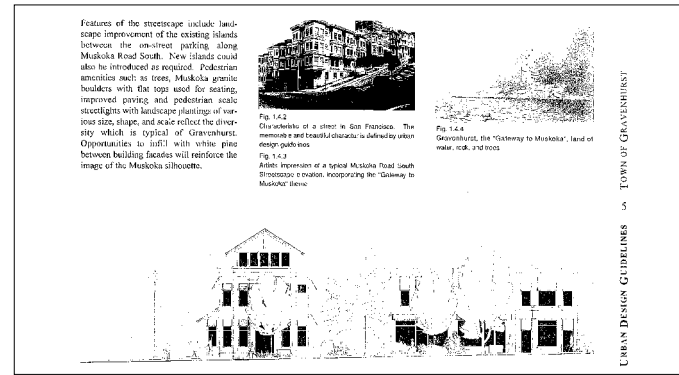 Features of the streetscape include land-
scape improvement of the existing islands
between the on-street parking along
Muskoka Road South. New islands could
also be introduced as required. Pedestrian
amenities such as trees, Muskoka granite
boulders with flat tops used for seating,
improved paving and pedestrian scale
streetlights with landscape plantings of var-
ious size, shape, and scale reflect the diver-
sity which is typical of Gravenhurst.
Opportunities to infill with white pine
between building facades will reinforce the
image of the Muskoka silhouette.
Fig. 1.4.2
Characteristic of a street in San Francisco. The
memorable and beautiful character is defined by urban
design guidelines
Fig. 1.4.3
Artists impression of a typical Muskoka Road South
Streetscape elevation, incorporating the "Gateway to
Muskoka" theme
Fig. 1.4.4
Gravenhurst, the "Gateway to Muskoka", land of
water, rock, and trees
URBAN DESIGN GUIDELINES 5 TOWN OF GRAVENHURST